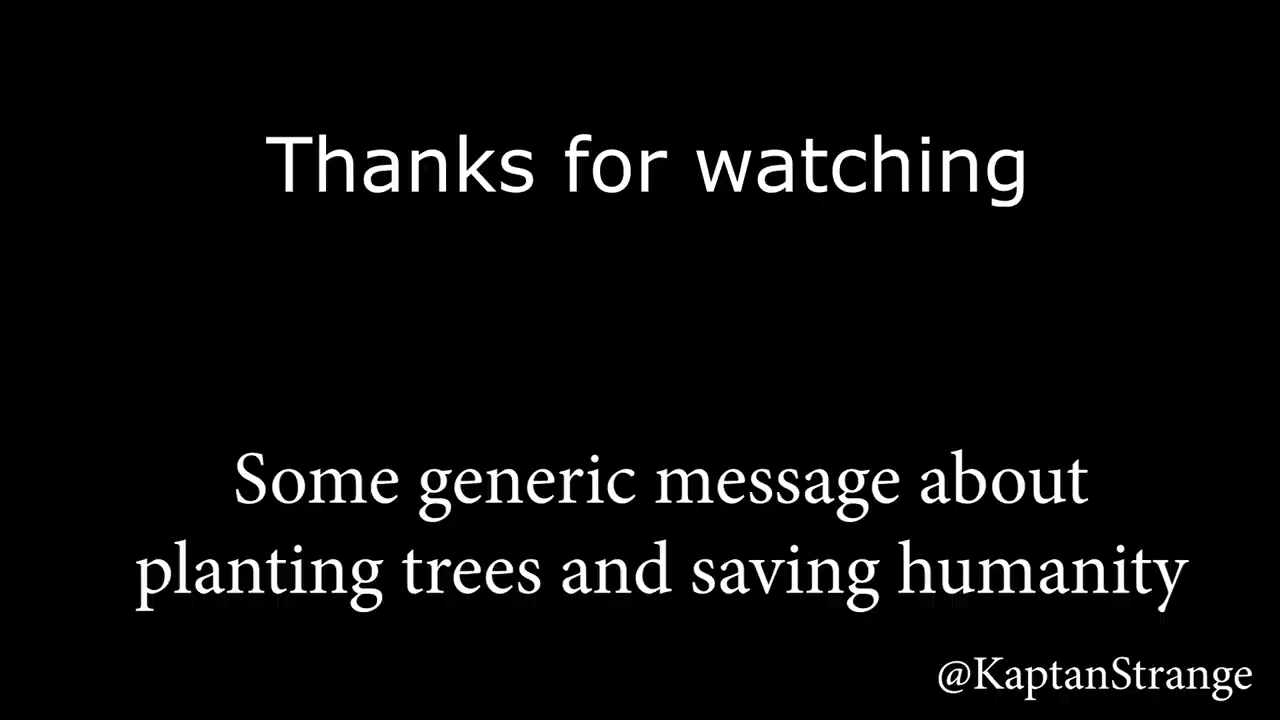 Thanks for watching
Some generic message about
planting trees and saving humanity
@KaptanStrange